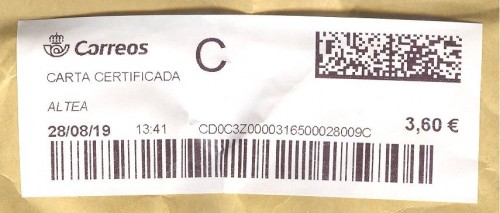 Correos
C
CARTA CERTIFICADA
ALTEA
28/08/19 13:41 CD0C3Z0000316500028009C 3,60 €